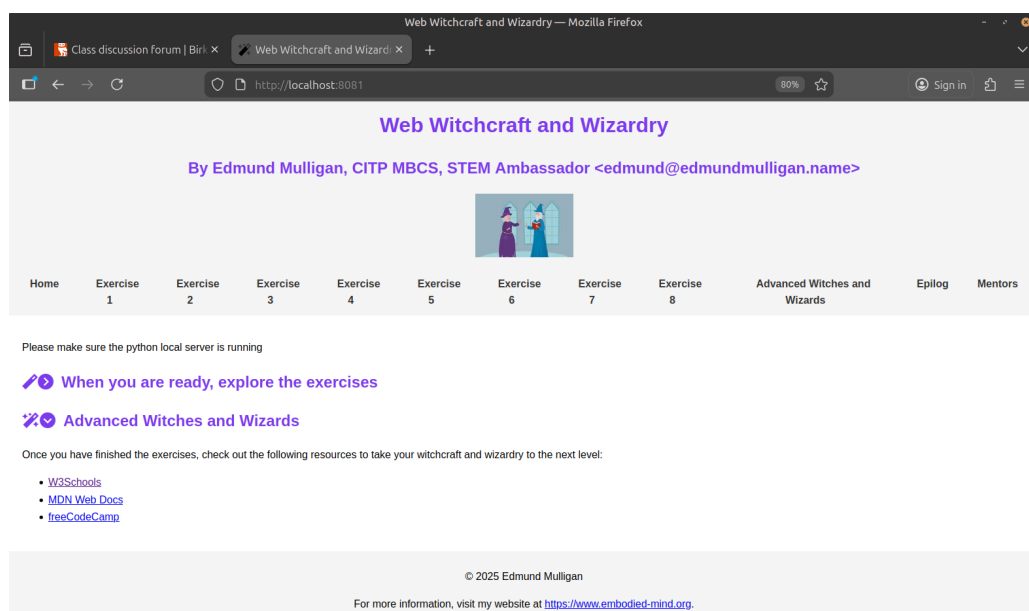 Web Witchcraft and Wizardry — Mozilla Firefox
Class discussion forum | Birk
Web Witchcraft and Wizard
http://localhost:8081
80%
Sign in
Web Witchcraft and Wizardry
By Edmund Mulligan, CITP MBCS, STEM Ambassador <edmund@edmundmulligan.name>
Home
Exercise
1
Exercise
2
Exercise
3
Exercise
4
Exercise
5
Exercise
6
Exercise
7
Exercise
8
Advanced Witches and
Wizards
Epilog
Mentors
Please make sure the python local server is running
When you are ready, explore the exercises
Advanced Witches and Wizards
Once you have finished the exercises, check out the following resources to take your witchcraft and wizardry to the next level:
W3Schools
MDN Web Docs
freeCodeCamp
© 2025 Edmund Mulligan
For more information, visit my website at https://www.embodied-mind.org.